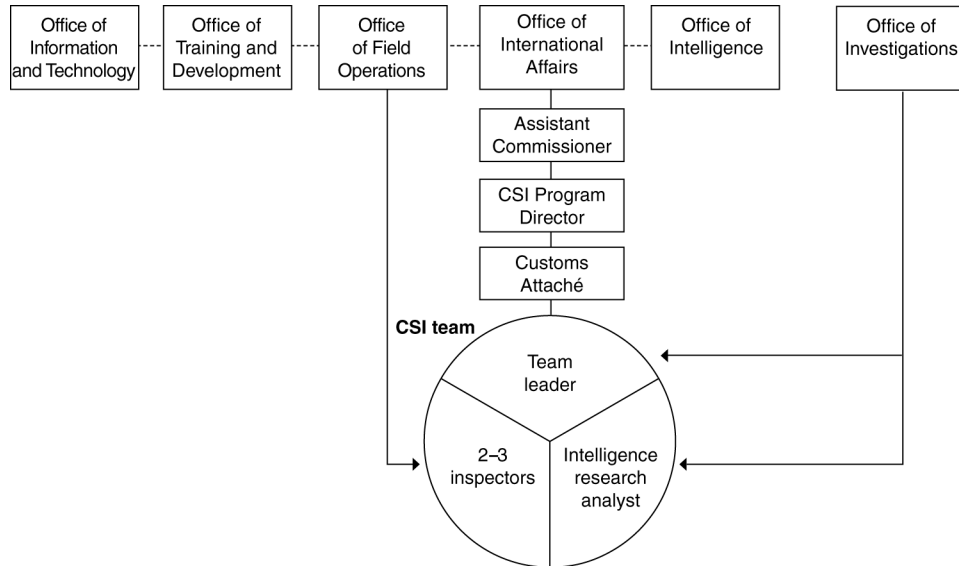 Office of
Information
and Technology
Office of
Training and
Development
Office
of Field
Operations
Office of
International
Affairs
Office of
Intelligence
Office of
Investigations
Assistant
Commissioner
CSI Program
Director
Customs
Attaché
CSI team
Team
leader
2–3
inspectors
Intelligence
research
analyst